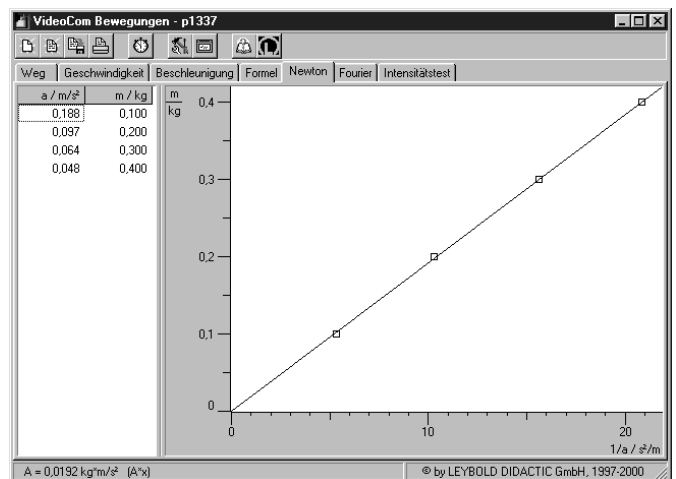 VideoCom Bewegungen - p1337
Weg Geschwindigkeit Beschleunigung Formel Newton Fourier Intensitätstest
a / m/s² m / kg
0,188 0,100
0,097 0,200
0,064 0,300
0,048 0,400
m
kg
0,4
0,3
0,2
0,1
0
0 10 20
1/a / s²/m
A = 0,0192 kg*m/s² (A*x)
© by LEYBOLD DIDACTIC GmbH, 1997-2000